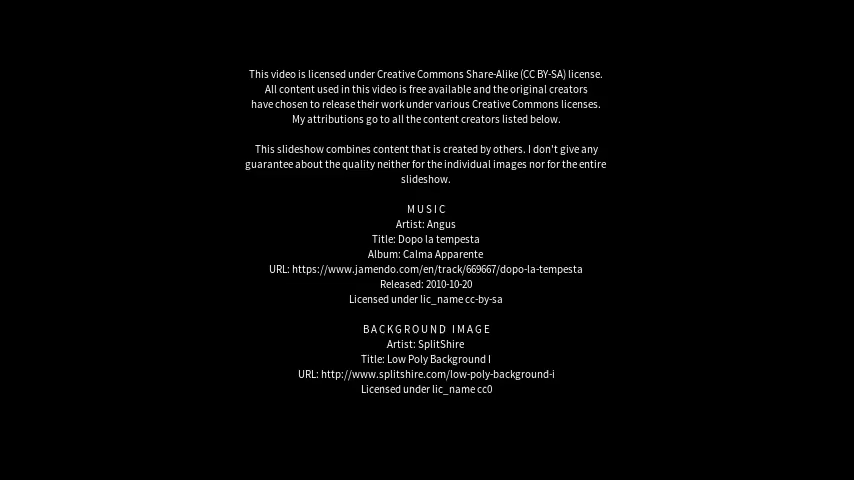 This video is licensed under Creative Commons Share-Alike (CC BY-SA) license.
All content used in this video is free available and the original creators
have chosen to release their work under various Creative Commons licenses.
My attributions go to all the content creators listed below.
This slideshow combines content that is created by others. I don't give any
guarantee about the quality neither for the individual images nor for the entire
slideshow.
MUSIC
Artist: Angus
Title: Dopo la tempesta
Album: Calma Apparente
URL: https://www.jamendo.com/en/track/669667/dopo-la-tempesta
Released: 2010-10-20
Licensed under lic_name cc-by-sa
BACKGROUND IMAGE
Artist: SplitShire
Title: Low Poly Background I
URL: http://www.splitshire.com/low-poly-background-i
Licensed under lic_name cc0